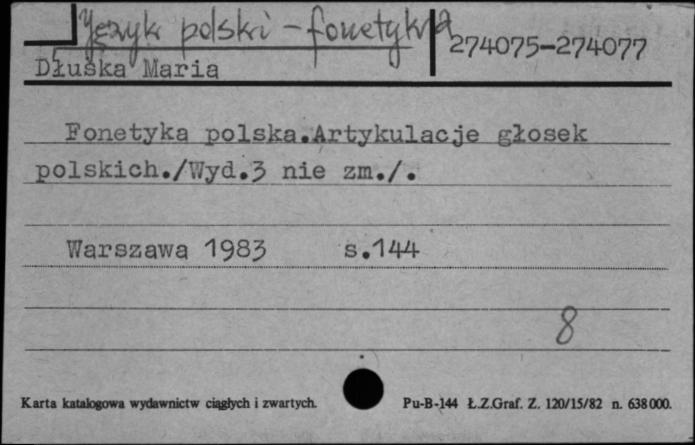 Język polski - fonetyka
274075-274077
Dłuska Maria
Fonetyka polska.Artykulacje głosek
polskich./Wyd.3 nie zm./.
Warszawa 1983 s.144
8
Karta katalogowa wydawnictw ciągłych i zwartych. Pu-B-144 Ł.Z.Graf. Z. 120/15/82 n. 638000.